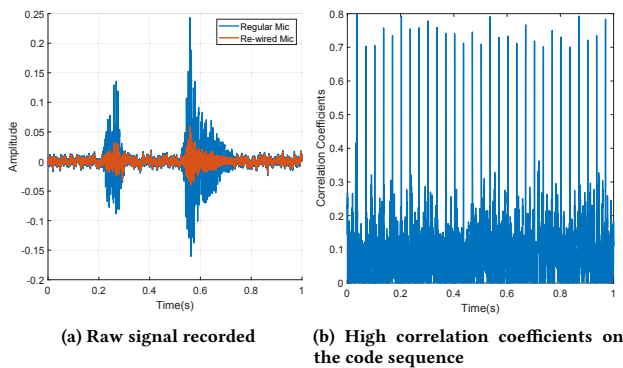 0.25
0.2
0.15
0.1
0.05
0
-0.05
-0.1
-0.15
-0.2
Amplitude
Regular Mic
Re-wired Mic
0 0.2 0.4 0.6 0.8 1
Time(s)
(a) Raw signal recorded
0.8
0.7
0.6
0.5
0.4
0.3
0.2
0.1
0
Correlation Coefficients
0 0.2 0.4 0.6 0.8 1
Time(s)
(b) High correlation coefficients on
the code sequence